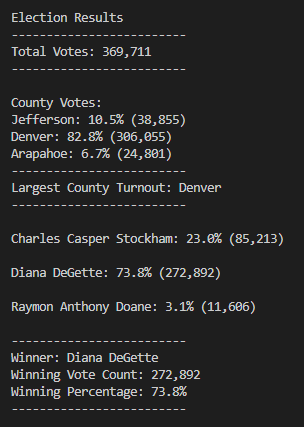 Election Results
-------------------------
Total Votes: 369,711
-------------------------
County Votes:
Jefferson: 10.5% (38,855)
Denver: 82.8% (306,055)
Arapahoe: 6.7% (24,801)
-------------------------
Largest County Turnout: Denver
-------------------------
Charles Casper Stockham: 23.0% (85,213)
Diana DeGette: 73.8% (272,892)
Raymon Anthony Doane: 3.1% (11,606)
-------------------------
Winner: Diana DeGette
Winning Vote Count: 272,892
Winning Percentage: 73.8%
-------------------------